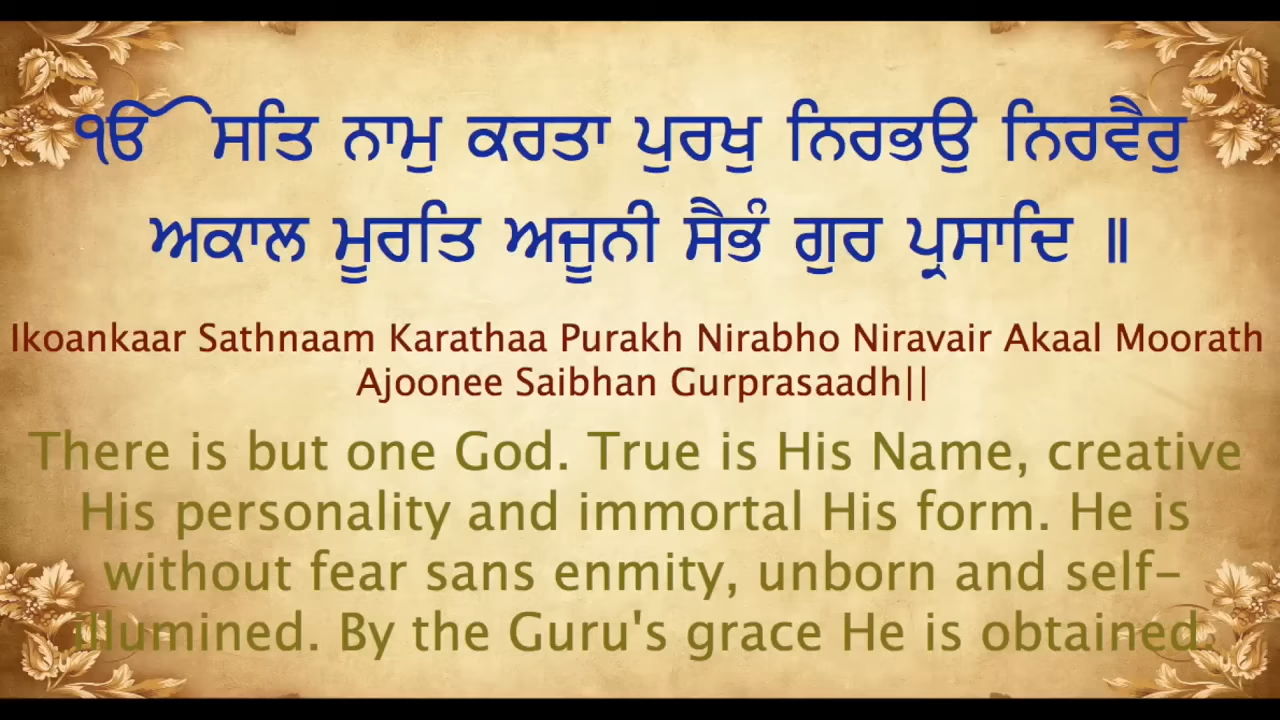 ੴ ਸਤਿ ਨਾਮੁ ਕਰਤਾ ਪੁਰਖੁ ਨਿਰਭਉ ਨਿਰਵੈਰੁ
ਅਕਾਲ ਮੂਰਤਿ ਅਜੂਨੀ ਸੈਭੰ ਗੁਰ ਪ੍ਰਸਾਦਿ ॥
Ikoankaar Sathnaam Karathaa Purakh Nirabho Niravair Akaal Moorath
Ajoonee Saibhan Gurprasaadh||
There is but one God. True is His Name, creative
His personality and immortal His form. He is
without fear sans enmity, unborn and self-
illumined. By the Guru's grace He is obtained.